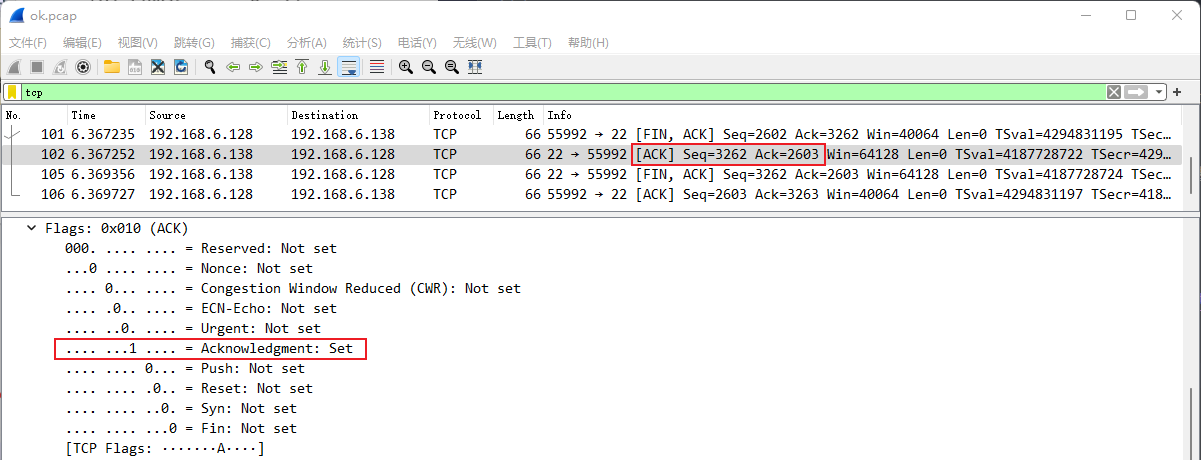 ok.pcap
文件(F) 编辑(E) 视图(V) 跳转(G) 捕获(C) 分析(A) 统计(S) 电话(Y) 无线(W) 工具(T) 帮助(H)
tcp
No. Time Source Destination Protocol Length Info
101 6.367235 192.168.6.128 192.168.6.138 TCP 66 55992 → 22 [FIN, ACK] Seq=2602 Ack=3262 Win=40064 Len=0 TSval=4294831195 TSec…
102 6.367252 192.168.6.138 192.168.6.128 TCP 66 22 → 55992 [ACK] Seq=3262 Ack=2603 Win=64128 Len=0 TSval=4187728722 TSecr=429…
105 6.369356 192.168.6.138 192.168.6.128 TCP 66 22 → 55992 [FIN, ACK] Seq=3262 Ack=2603 Win=64128 Len=0 TSval=4187728724 TSec…
106 6.369727 192.168.6.128 192.168.6.138 TCP 66 55992 → 22 [ACK] Seq=2603 Ack=3263 Win=40064 Len=0 TSval=4294831197 TSecr=418…
Flags: 0x010 (ACK)
000. .... .... = Reserved: Not set
...0 .... .... = Nonce: Not set
.... 0... .... = Congestion Window Reduced (CWR): Not set
.... .0.. .... = ECN-Echo: Not set
.... ..0. .... = Urgent: Not set
.... ...1 .... = Acknowledgment: Set
.... .... 0... = Push: Not set
.... .... .0.. = Reset: Not set
.... .... ..0. = Syn: Not set
.... .... ...0 = Fin: Not set
[TCP Flags: ·······A····]